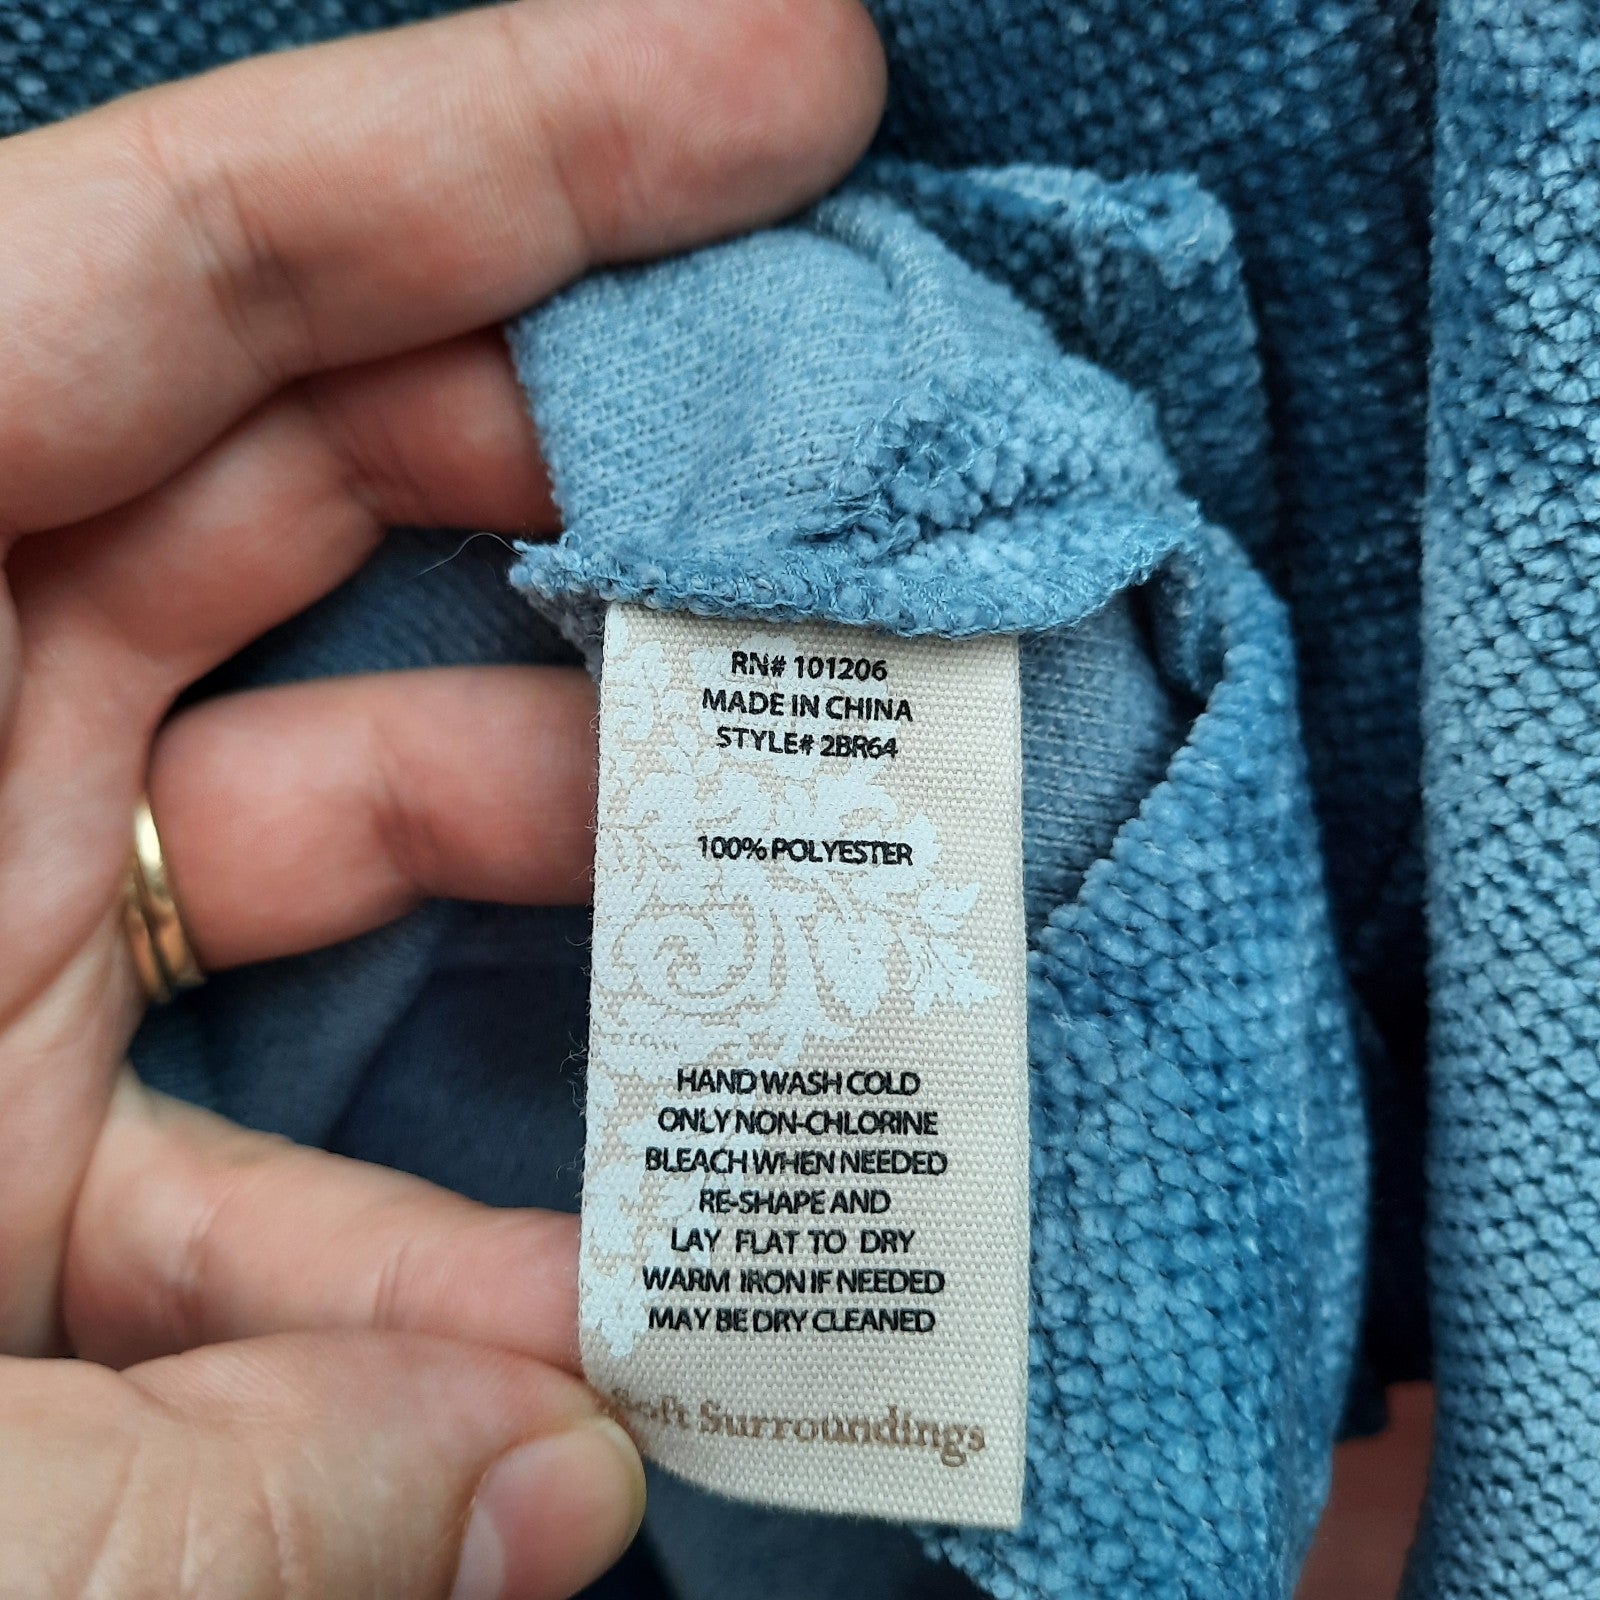 RN# 101206
MADE IN CHINA
STYLE# 2BR64
100% POLYESTER
HAND WASH COLD
ONLY NON-CHLORINE
BLEACH WHEN NEEDED
RE-SHAPE AND
LAY FLAT TO DRY
WARM IRON IF NEEDED
MAY BE DRY CLEANED
Soft Surroundings